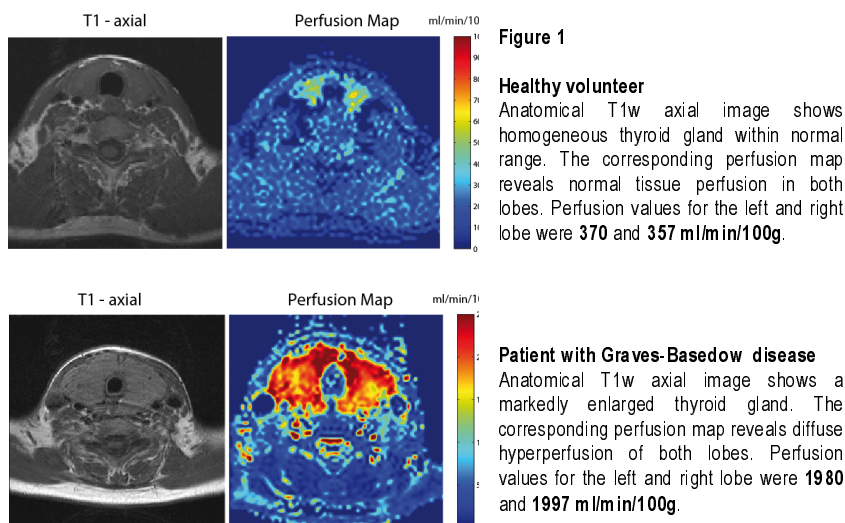 T1 - axial
Perfusion Map
ml/min/10
Figure 1
Healthy volunteer
Anatomical T1w axial image shows
homogeneous thyroid gland within normal
range. The corresponding perfusion map
reveals normal tissue perfusion in both
lobes. Perfusion values for the left and right
lobe were 370 and 357 ml/min/100g.
T1 - axial
Perfusion Map
ml/min/10
Patient with Graves-Basedow disease
Anatomical T1w axial image shows a
markedly enlarged thyroid gland. The
corresponding perfusion map reveals diffuse
hyperperfusion of both lobes. Perfusion
values for the left and right lobe were 1980
and 1997 ml/min/100g.